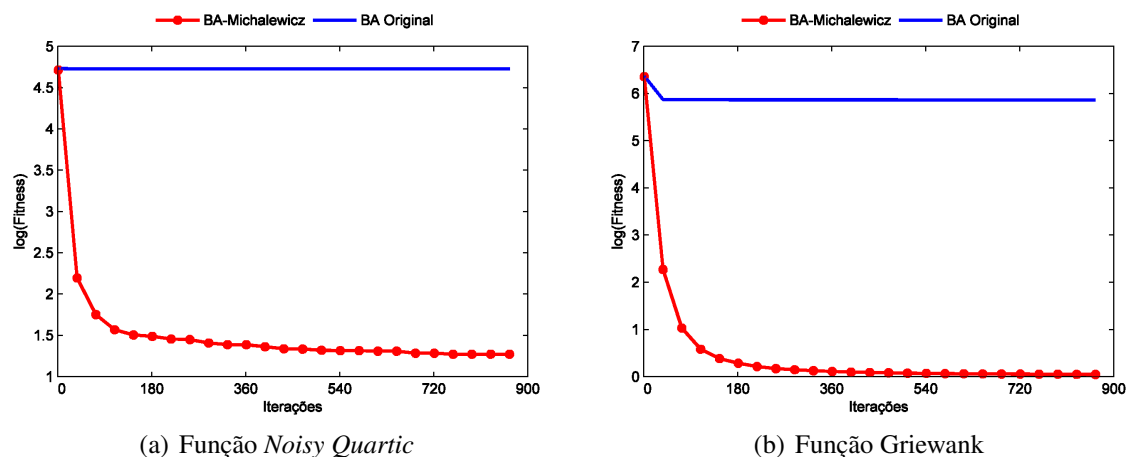 BA-Michalewicz BA Original
5
4.5
4
3.5
3
2.5
2
1.5
1
log(Fitness)
0 180 360 540 720 900
Iterações
(a) Função Noisy Quartic
BA-Michalewicz BA Original
7
6
5
4
3
2
1
0
log(Fitness)
0 180 360 540 720 900
Iterações
(b) Função Griewank